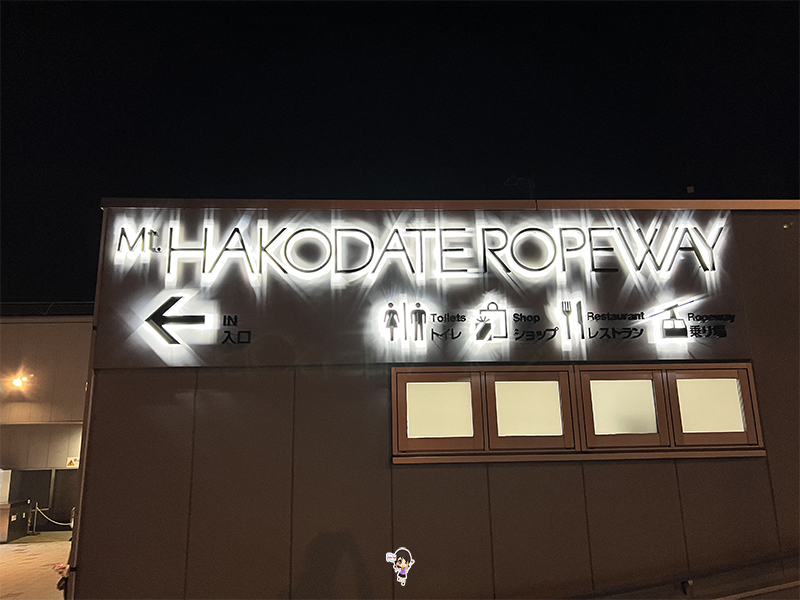 Mt. HAKODATE ROPEWAY
IN
入口
Toilets
トイレ
Shop
ショップ
Restaurant
レストラン
Ropeway
乗り場